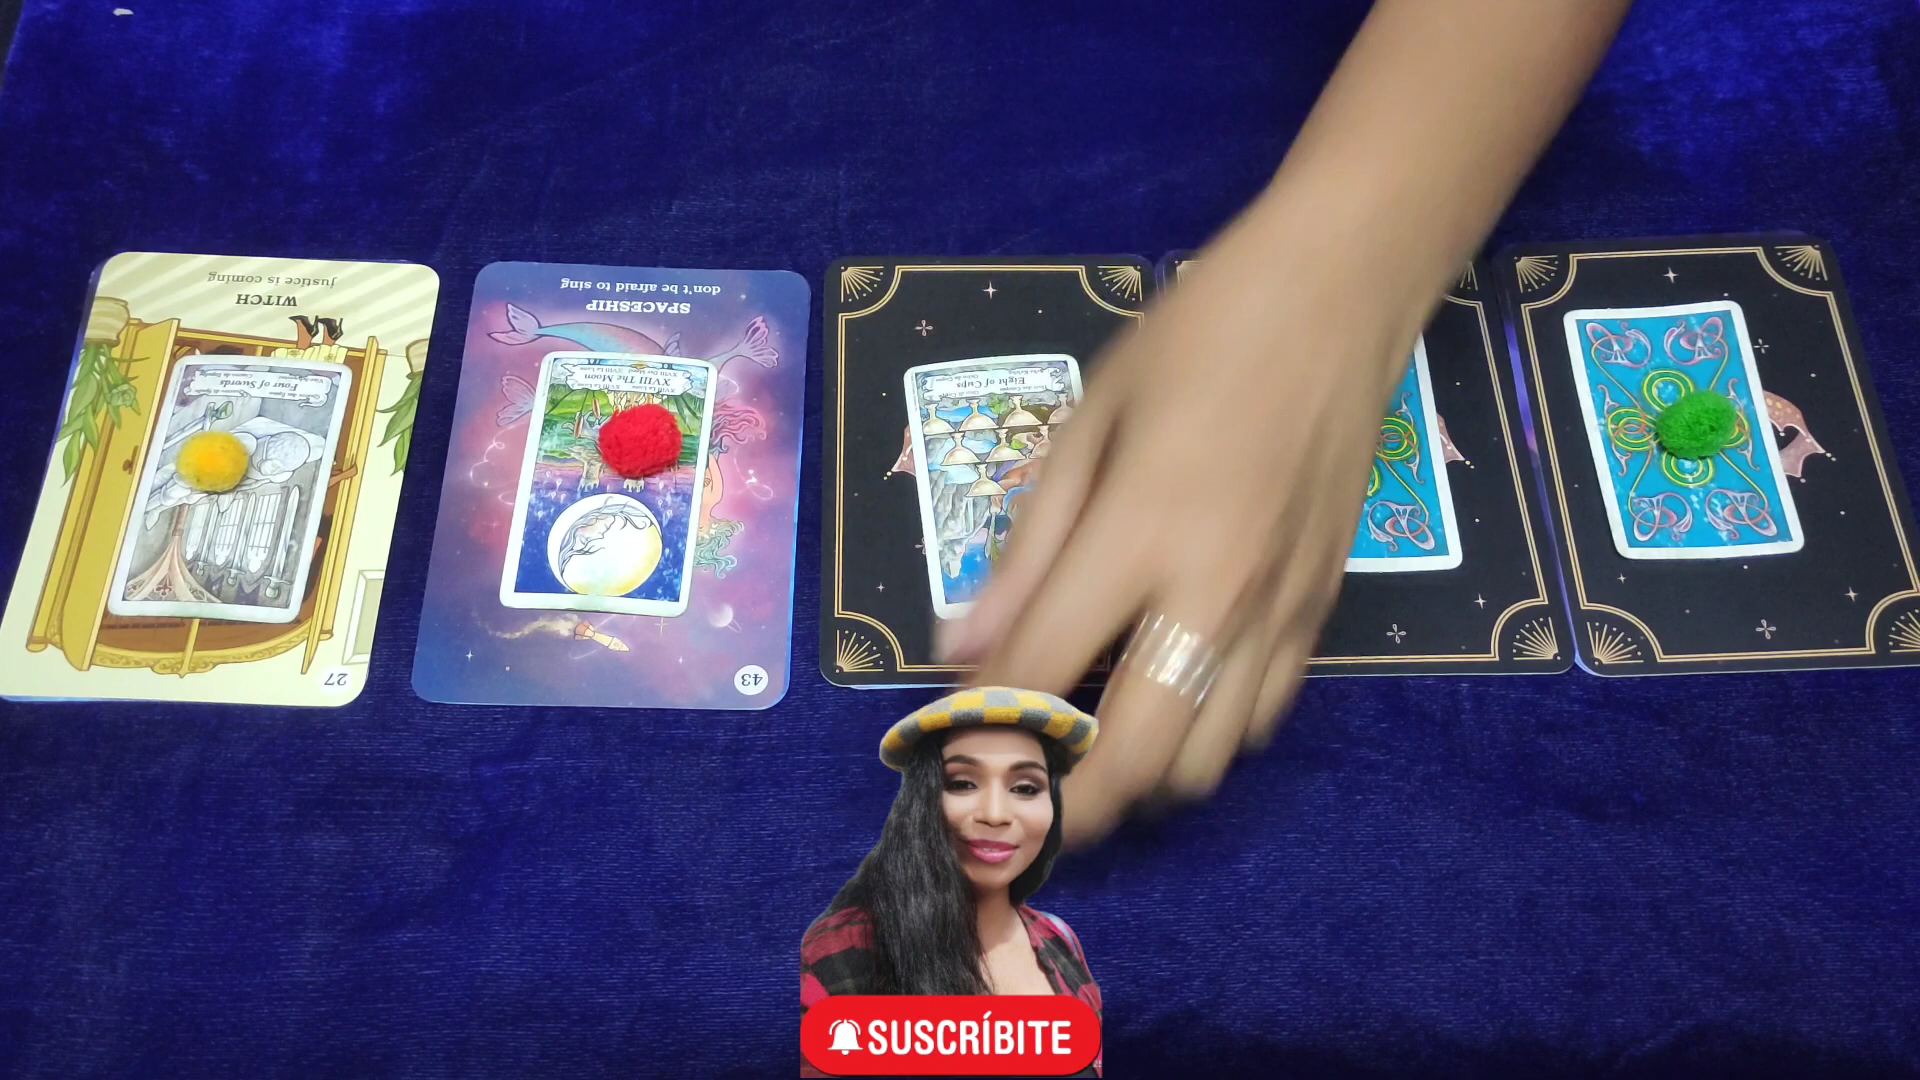 WITCH
justice is coming
Four of Swords
27
SPACESHIP
don't be afraid to sing
XVIII The Moon
43
Eight of Cups
SUSCRÍBITE